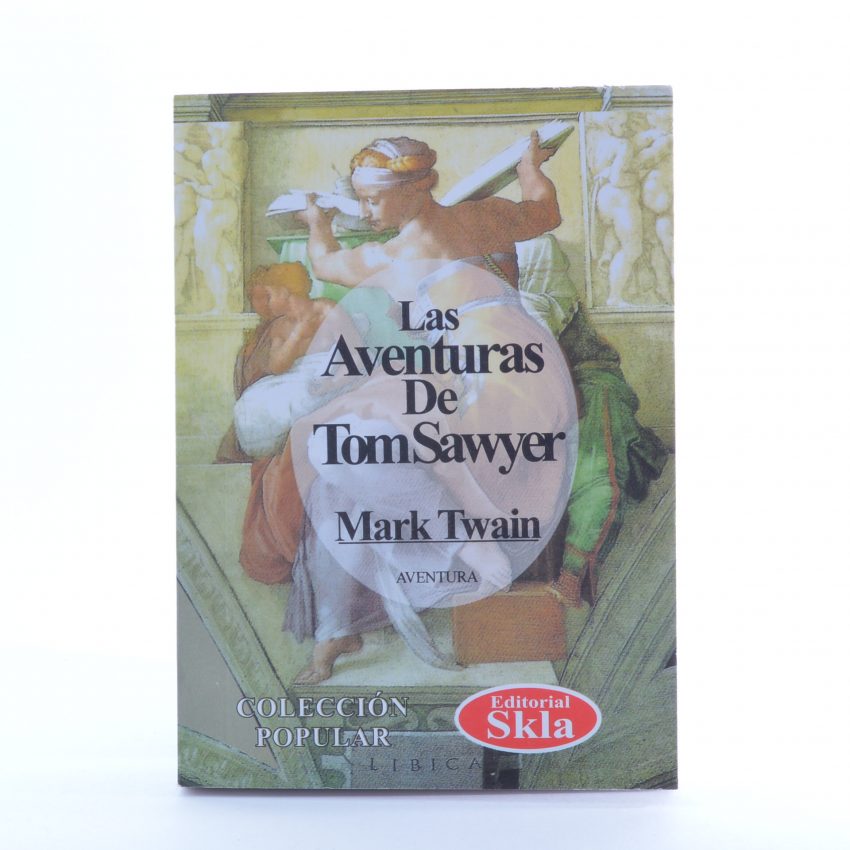 Las
Aventuras
De
Tom Sawyer
Mark Twain
AVENTURA
COLECCIÓN
POPULAR
Editorial
Skla
LIBICA